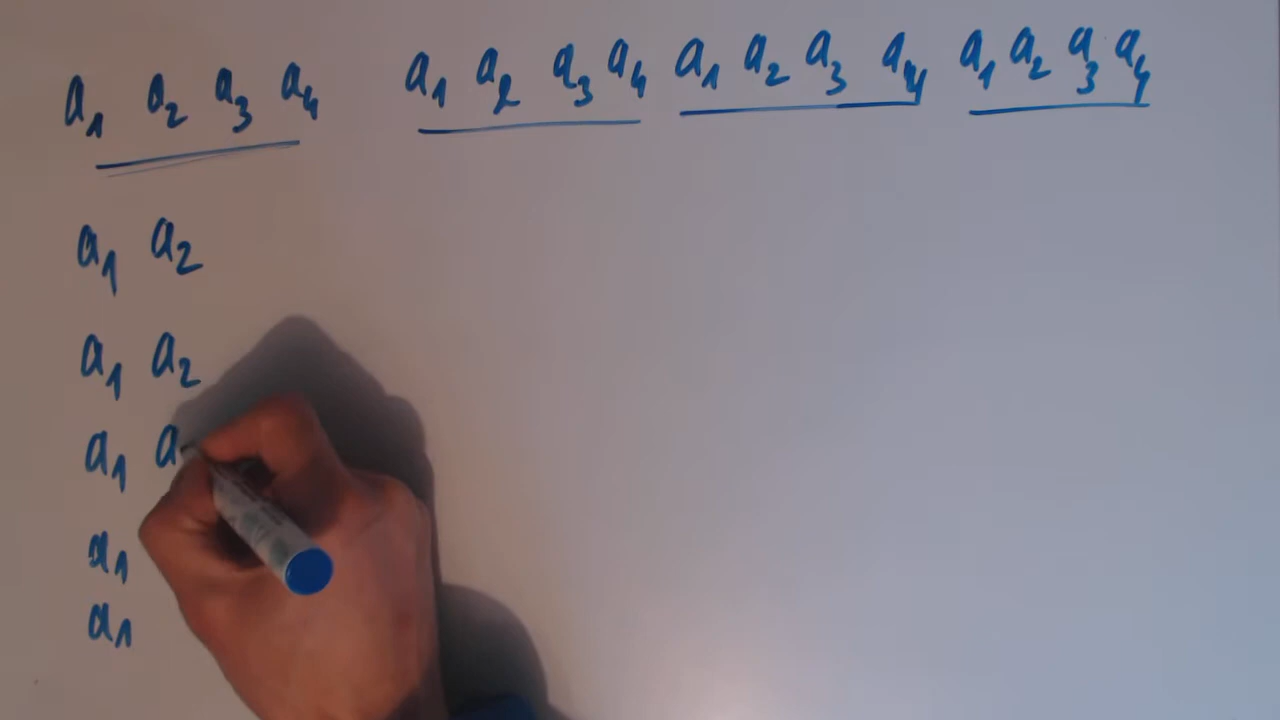 a₁ a₂ a₃ a₄ a₁ a₂ a₃ a₄ a₁ a₂ a₃ a₄ a₁ a₂ a₃ a₄
a₁ a₂
a₁ a₂
a₁ a
a₁
a₁